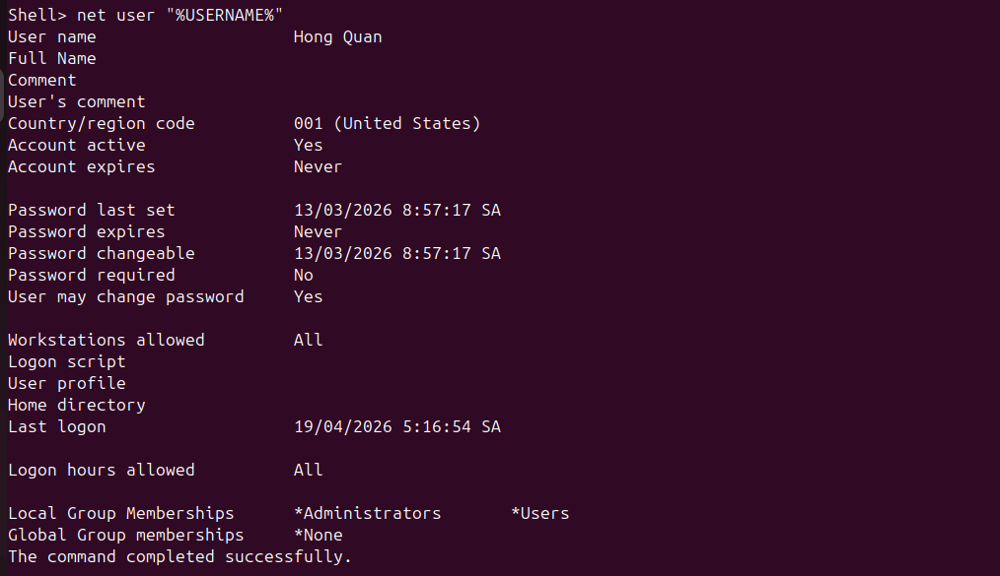 Shell> net user "%USERNAME%"
User name                    Hong Quan
Full Name
Comment
User's comment
Country/region code          001 (United States)
Account active               Yes
Account expires              Never
Password last set            13/03/2026 8:57:17 SA
Password expires             Never
Password changeable          13/03/2026 8:57:17 SA
Password required            No
User may change password     Yes
Workstations allowed         All
Logon script
User profile
Home directory
Last logon                   19/04/2026 5:16:54 SA
Logon hours allowed          All
Local Group Memberships      *Administrators       *Users
Global Group memberships     *None
The command completed successfully.